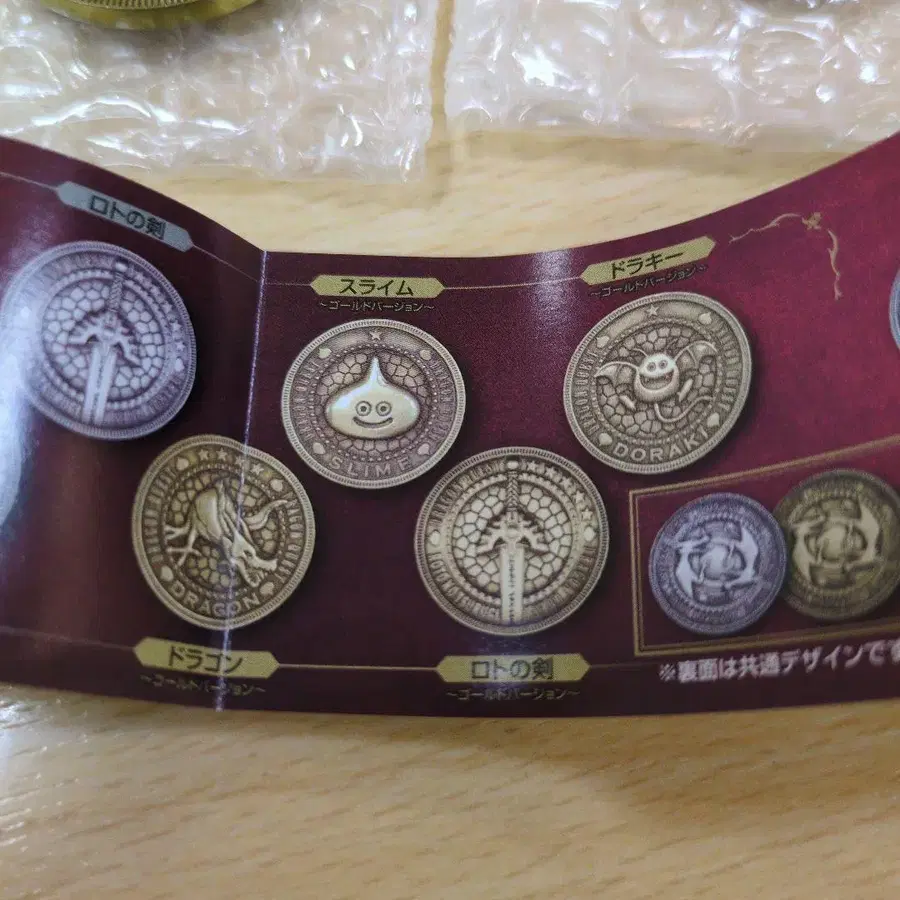 ロトの剣
スライム
~ゴールドバージョン~
ドラキー
~ゴールドバージョン~
SLIME
DORAKI
DRAGON
ドラゴン
~ゴールドバージョン~
ロトの剣
~ゴールドバージョン~
※裏面は共通デザインです